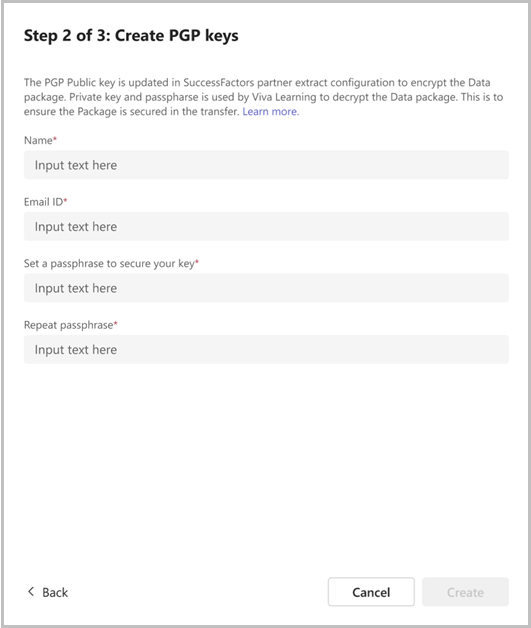 Step 2 of 3: Create PGP keys
The PGP Public key is updated in SuccessFactors partner extract configuration to encrypt the Data
package. Private key and passpharse is used by Viva Learning to decrypt the Data package. This is to
ensure the Package is secured in the transfer. Learn more.
Name*
Input text here
Email ID*
Input text here
Set a passphrase to secure your key*
Input text here
Repeat passphrase*
Input text here
Back
Cancel
Create